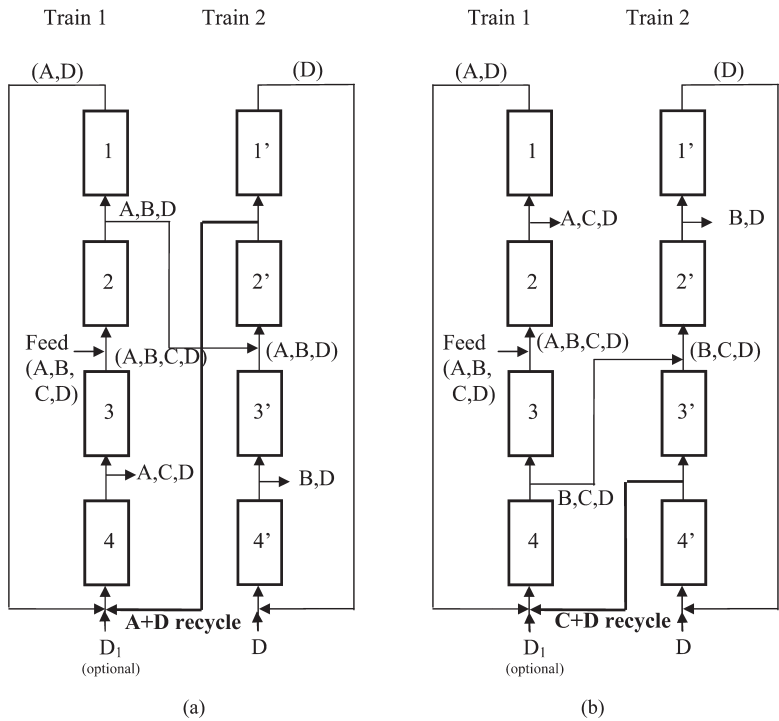 Train 1 Train 2 Train 1 Train 2
(A,D) (D) (A,D) (D)
1 1’ 1 1’
A,B,D
A,C,D B,D
2 2’ 2 2’
Feed Feed
(A,B,C,D) (A,B,D) (A,B,C,D) (B,C,D)
(A,B, (A,B,
C,D) C,D)
3 3’ 3 3’
A,C,D B,D
B,C,D
4 4’ 4 4’
A+D recycle C+D recycle
D1 D D1 D
(optional) (optional)
(a) (b)